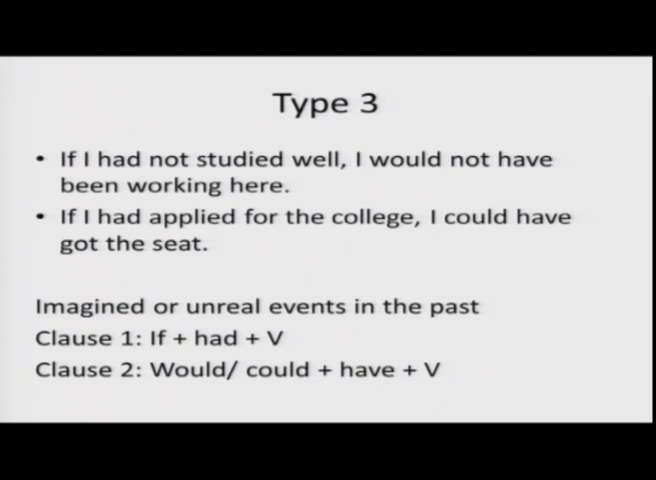 Type 3
• If I had not studied well, I would not have
been working here.
• If I had applied for the college, I could have
got the seat.
Imagined or unreal events in the past
Clause 1: If + had + V
Clause 2: Would/ could + have + V